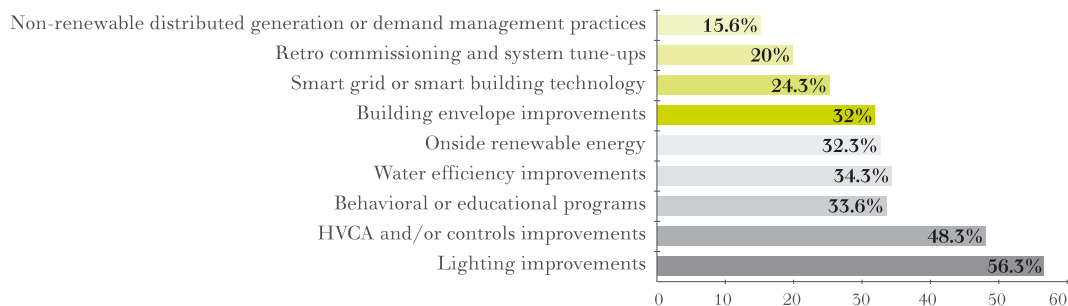 Non-renewable distributed generation or demand management practices 15.6%
Retro commissioning and system tune-ups 20%
Smart grid or smart building technology 24.3%
Building envelope improvements 32%
Onside renewable energy 32.3%
Water efficiency improvements 34.3%
Behavioral or educational programs 33.6%
HVCA and/or controls improvements 48.3%
Lighting improvements 56.3%
0 10 20 30 40 50 60